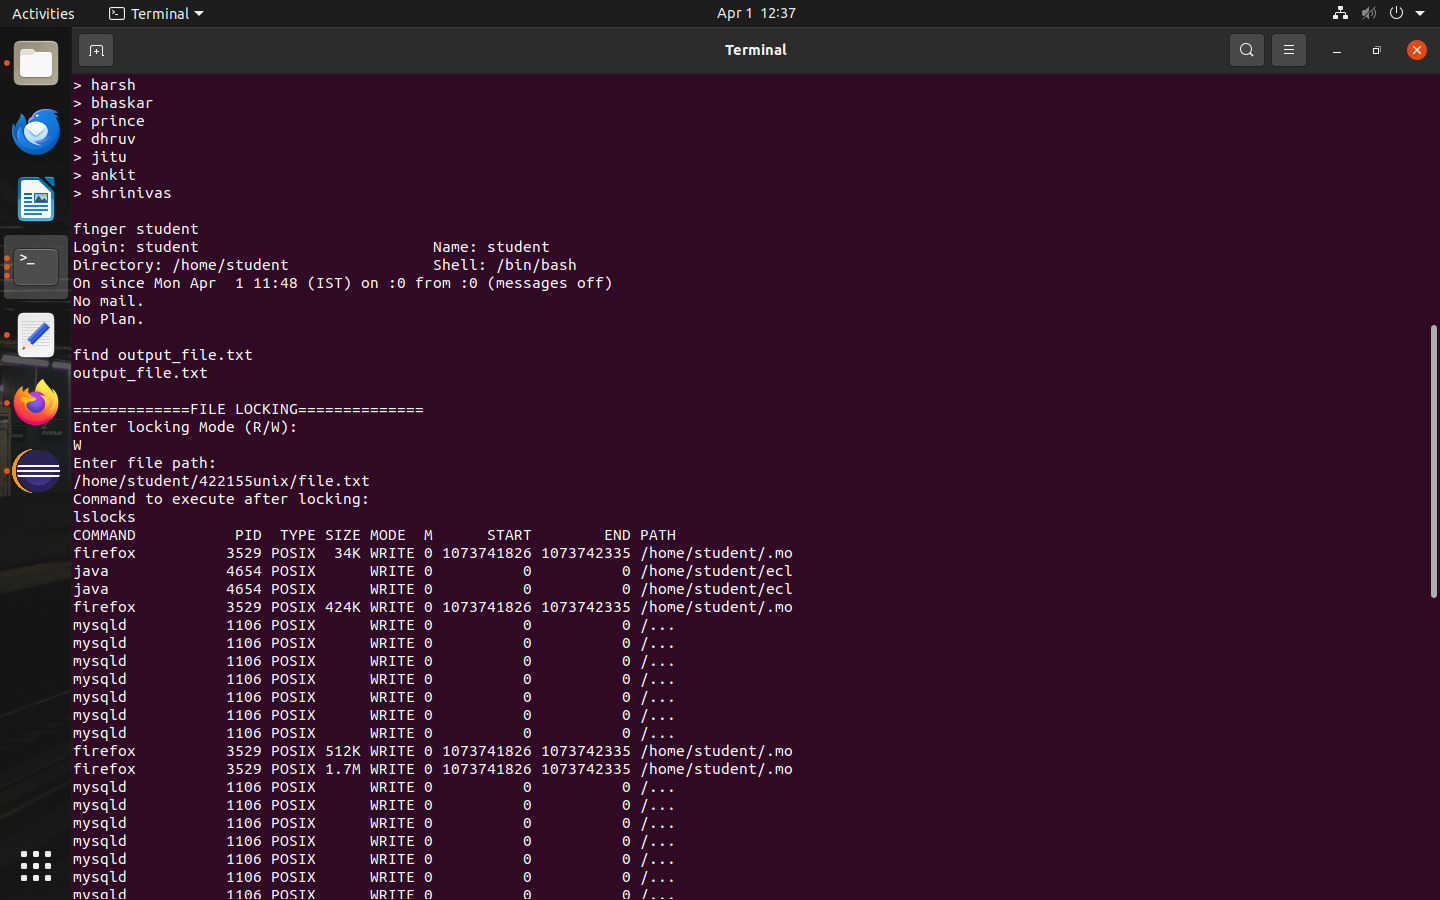 Activities Terminal Apr 1 12:37
Terminal
> harsh
> bhaskar
> prince
> dhruv
> jitu
> ankit
> shrinivas
finger student
Login: student Name: student
Directory: /home/student Shell: /bin/bash
On since Mon Apr  1 11:48 (IST) on :0 from :0 (messages off)
No mail.
No Plan.
find output_file.txt
output_file.txt
=============FILE LOCKING==============
Enter locking Mode (R/W):
W
Enter file path:
/home/student/422155unix/file.txt
Command to execute after locking:
lslocks
COMMAND PID TYPE SIZE MODE M START END PATH
firefox 3529 POSIX 34K WRITE 0 1073741826 1073742335 /home/student/.mo
java 4654 POSIX WRITE 0 0 0 /home/student/ecl
java 4654 POSIX WRITE 0 0 0 /home/student/ecl
firefox 3529 POSIX 424K WRITE 0 1073741826 1073742335 /home/student/.mo
mysqld 1106 POSIX WRITE 0 0 0 /...
mysqld 1106 POSIX WRITE 0 0 0 /...
mysqld 1106 POSIX WRITE 0 0 0 /...
mysqld 1106 POSIX WRITE 0 0 0 /...
mysqld 1106 POSIX WRITE 0 0 0 /...
mysqld 1106 POSIX WRITE 0 0 0 /...
mysqld 1106 POSIX WRITE 0 0 0 /...
firefox 3529 POSIX 512K WRITE 0 1073741826 1073742335 /home/student/.mo
firefox 3529 POSIX 1.7M WRITE 0 1073741826 1073742335 /home/student/.mo
mysqld 1106 POSIX WRITE 0 0 0 /...
mysqld 1106 POSIX WRITE 0 0 0 /...
mysqld 1106 POSIX WRITE 0 0 0 /...
mysqld 1106 POSIX WRITE 0 0 0 /...
mysqld 1106 POSIX WRITE 0 0 0 /...
mysqld 1106 POSIX WRITE 0 0 0 /...
mysqld 1106 POSIX WRITE 0 0 0 /...